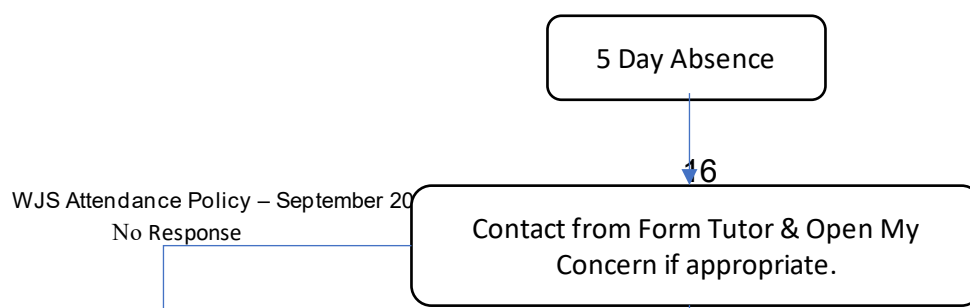 5 Day Absence
16
WJS Attendance Policy – September 20
No Response
Contact from Form Tutor & Open My
Concern if appropriate.